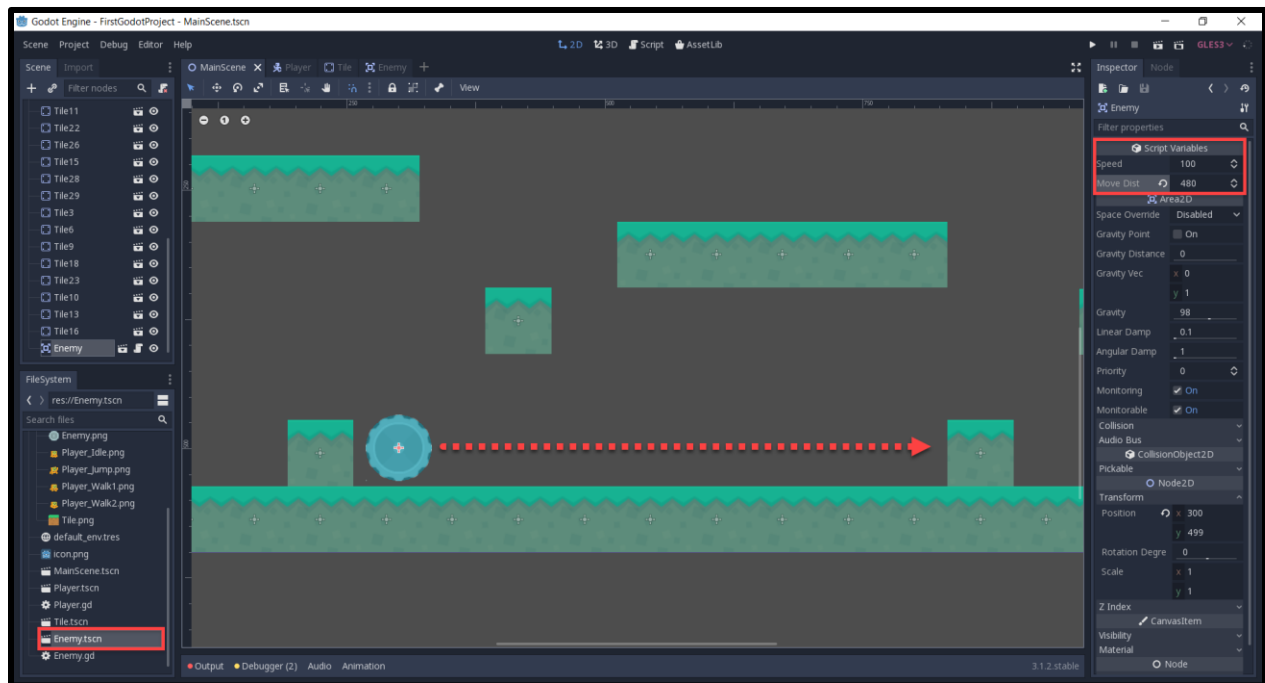 Godot Engine - FirstGodotProject - MainScene.tscn
Scene Project Debug Editor Help
2D 3D Script AssetLib
GLES3
Scene Import
Filter nodes
Tile11
Tile22
Tile26
Tile15
Tile28
Tile29
Tile3
Tile6
Tile9
Tile18
Tile23
Tile10
Tile13
Tile16
Enemy
FileSystem
res://Enemy.tscn
Search files
Enemy.png
Player_Idle.png
Player_Jump.png
Player_Walk1.png
Player_Walk2.png
Tile.png
default_env.tres
icon.png
MainScene.tscn
Player.tscn
Player.gd
Tile.tscn
Enemy.tscn
Enemy.gd
MainScene Player Tile Enemy
View
250 500 750
Output Debugger (2) Audio Animation
3.1.2.stable
Inspector Node
Enemy
Filter properties
Script Variables
Speed 100
Move Dist 480
Area2D
Space Override Disabled
Gravity Point On
Gravity Distance 0
Gravity Vec x 0
y 1
Gravity 98
Linear Damp 0.1
Angular Damp 1
Priority 0
Monitoring On
Monitorable On
Collision
Audio Bus
CollisionObject2D
Pickable
Node2D
Transform
Position x 300
y 499
Rotation Degre 0
Scale x 1
y 1
Z Index
CanvasItem
Visibility
Material
Node